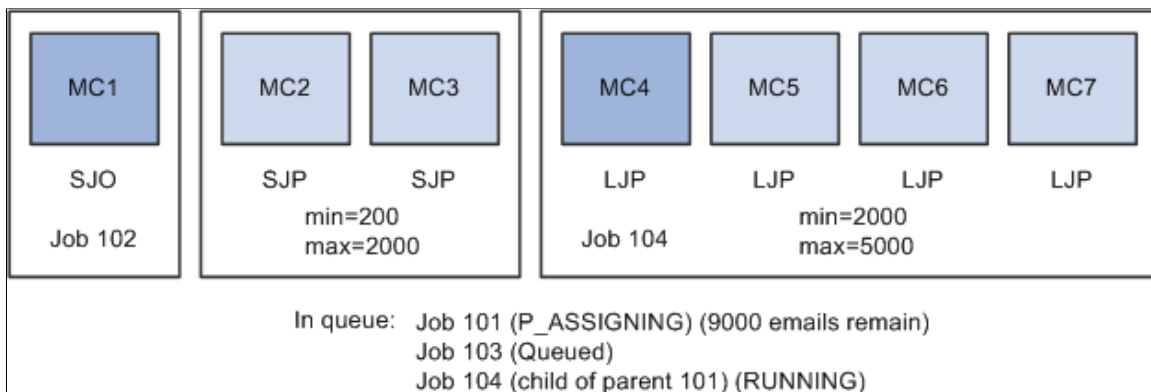 MC1 MC2 MC3 MC4 MC5 MC6 MC7
SJO SJP SJP LJP LJP LJP LJP
min=200 min=2000
Job 102 max=2000 Job 104 max=5000
In queue: Job 101 (P_ASSIGNING) (9000 emails remain)
Job 103 (Queued)
Job 104 (child of parent 101) (RUNNING)